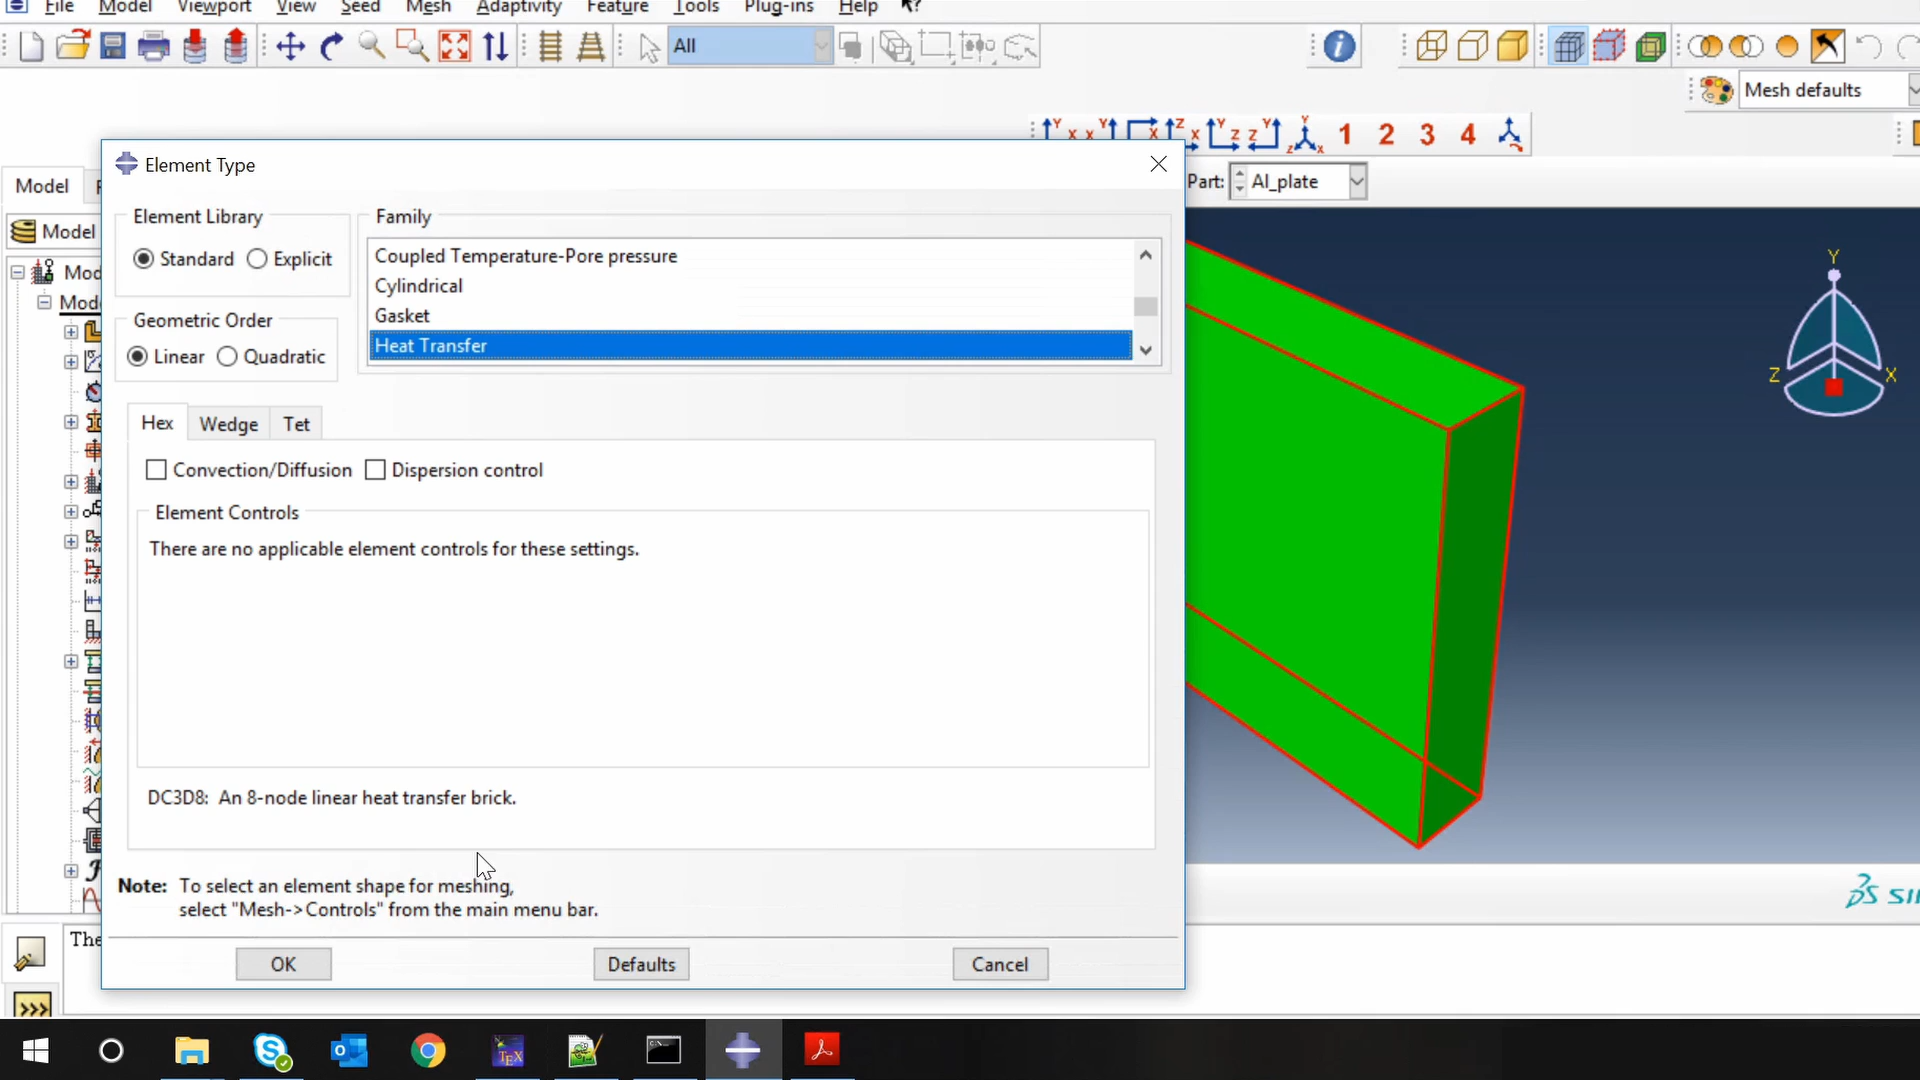 File Model Viewport View Seed Mesh Adaptivity Feature Tools Plug-ins Help
All
Mesh defaults
1 2 3 4
Element Type
Model
Part: Al_plate
Element Library
Family
Model
Standard Explicit
Coupled Temperature-Pore pressure
Cylindrical
Gasket
Heat Transfer
Mod
Mode
Geometric Order
Linear Quadratic
Y
Z X
Hex Wedge Tet
Convection/Diffusion Dispersion control
Element Controls
There are no applicable element controls for these settings.
DC3D8: An 8-node linear heat transfer brick.
Note: To select an element shape for meshing,
select "Mesh->Controls" from the main menu bar.
The
OK Defaults Cancel